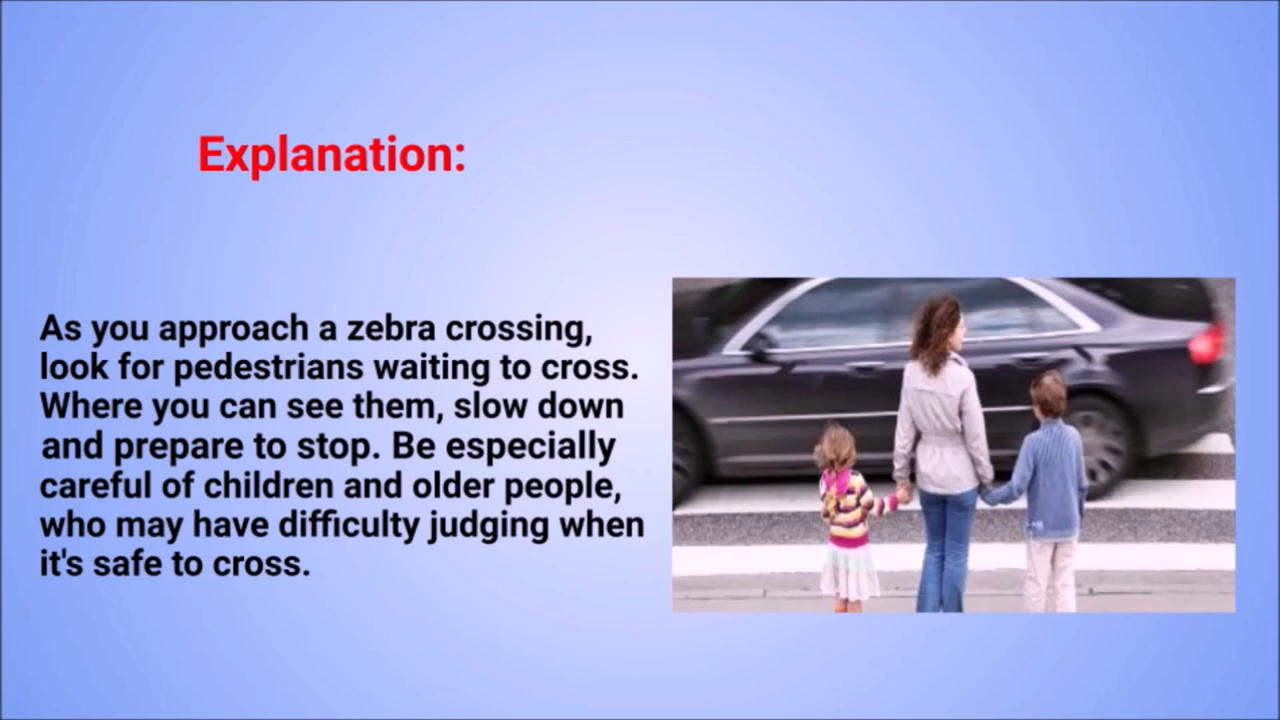 Explanation:
As you approach a zebra crossing,
look for pedestrians waiting to cross.
Where you can see them, slow down
and prepare to stop. Be especially
careful of children and older people,
who may have difficulty judging when
it's safe to cross.